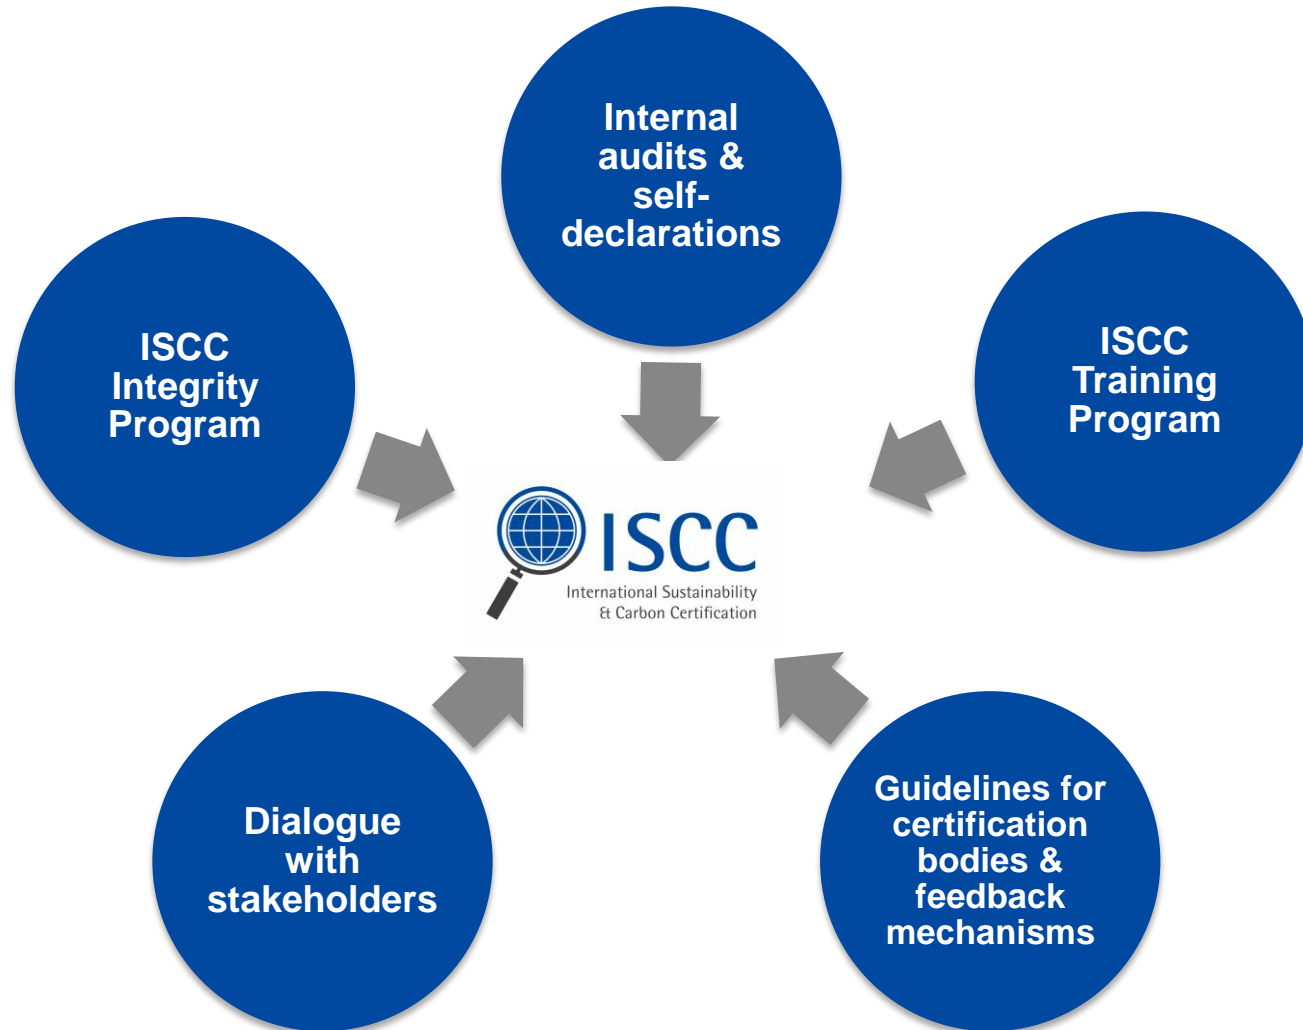 Internal
audits &
self-
declarations
ISCC
Integrity
Program
ISCC
Training
Program
ISCC
International Sustainability
& Carbon Certification
Dialogue
with
stakeholders
Guidelines for
certification
bodies &
feedback
mechanisms